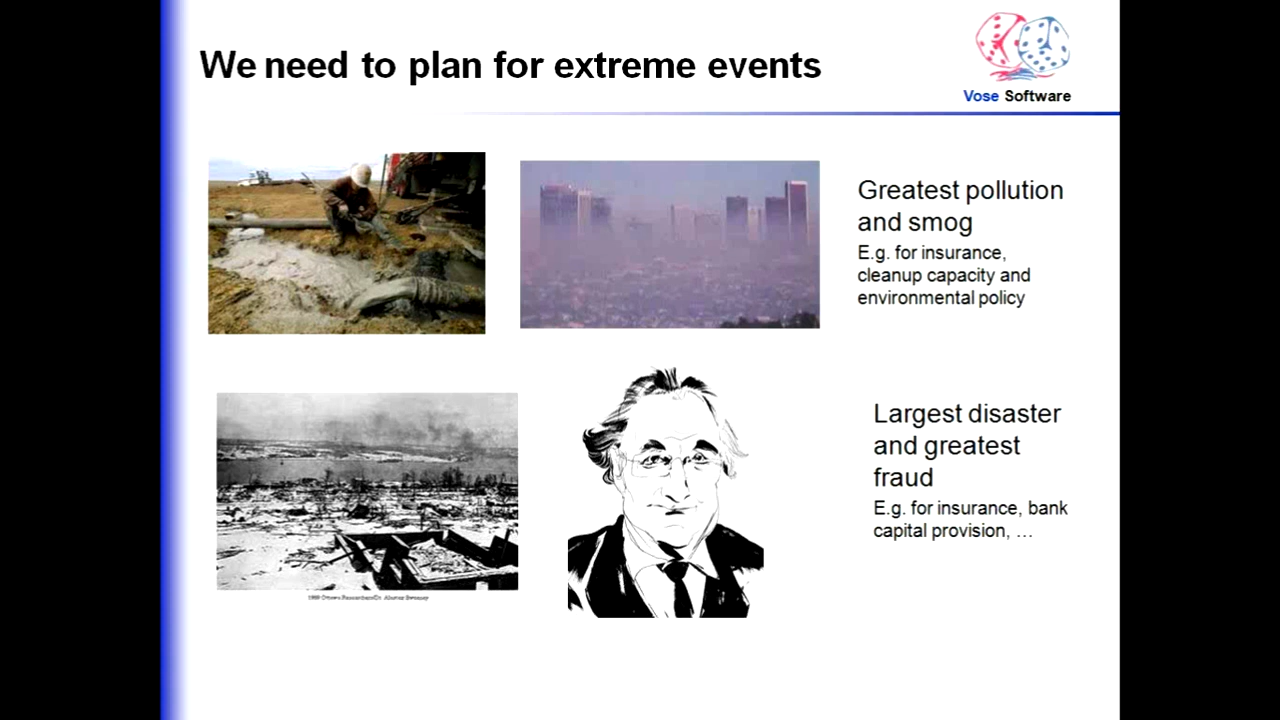 We need to plan for extreme events
Vose Software
Greatest pollution
and smog
E.g. for insurance,
cleanup capacity and
environmental policy
Largest disaster
and greatest
fraud
E.g. for insurance, bank
capital provision, …